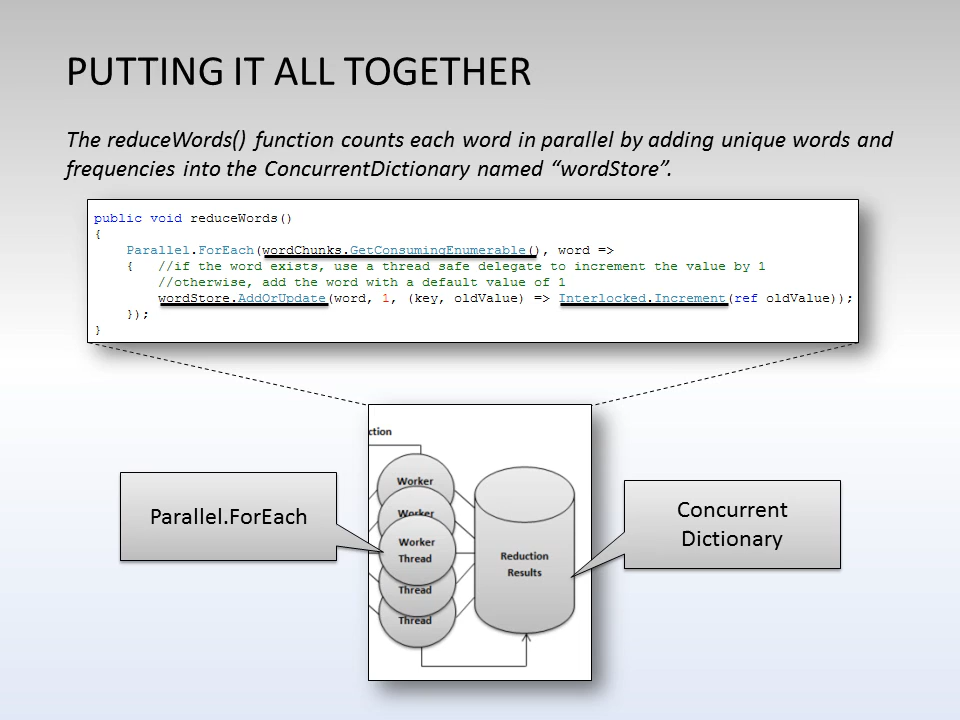 PUTTING IT ALL TOGETHER
The reduceWords() function counts each word in parallel by adding unique words and
frequencies into the ConcurrentDictionary named “wordStore”.
public void reduceWords()
{
Parallel.ForEach(wordChunks.GetConsumingEnumerable(), word =>
{ //if the word exists, use a thread safe delegate to increment the value by 1
//otherwise, add the word with a default value of 1
wordStore.AddOrUpdate(word, 1, (key, oldValue) => Interlocked.Increment(ref oldValue));
});
}
ction
Worker
Worker
Worker
Thread
Thread
Thread
Reduction
Results
Parallel.ForEach
Concurrent
Dictionary